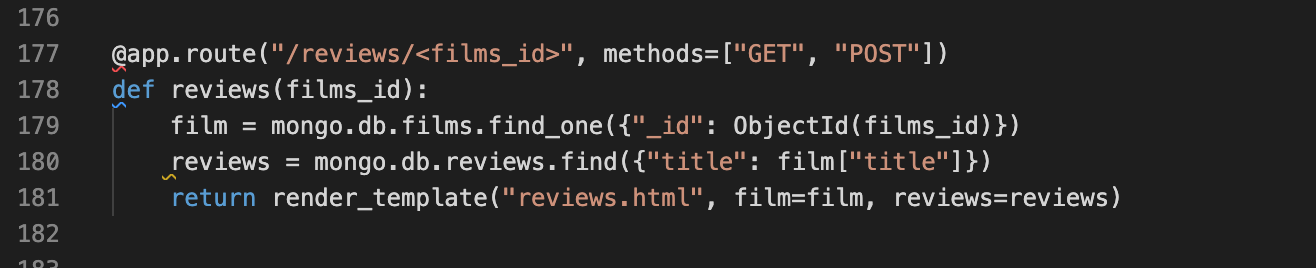 176
177 @app.route("/reviews/<films_id>", methods=["GET", "POST"])
178 def reviews(films_id):
179     film = mongo.db.films.find_one({"_id": ObjectId(films_id)})
180     reviews = mongo.db.reviews.find({"title": film["title"]})
181     return render_template("reviews.html", film=film, reviews=reviews)
182
183